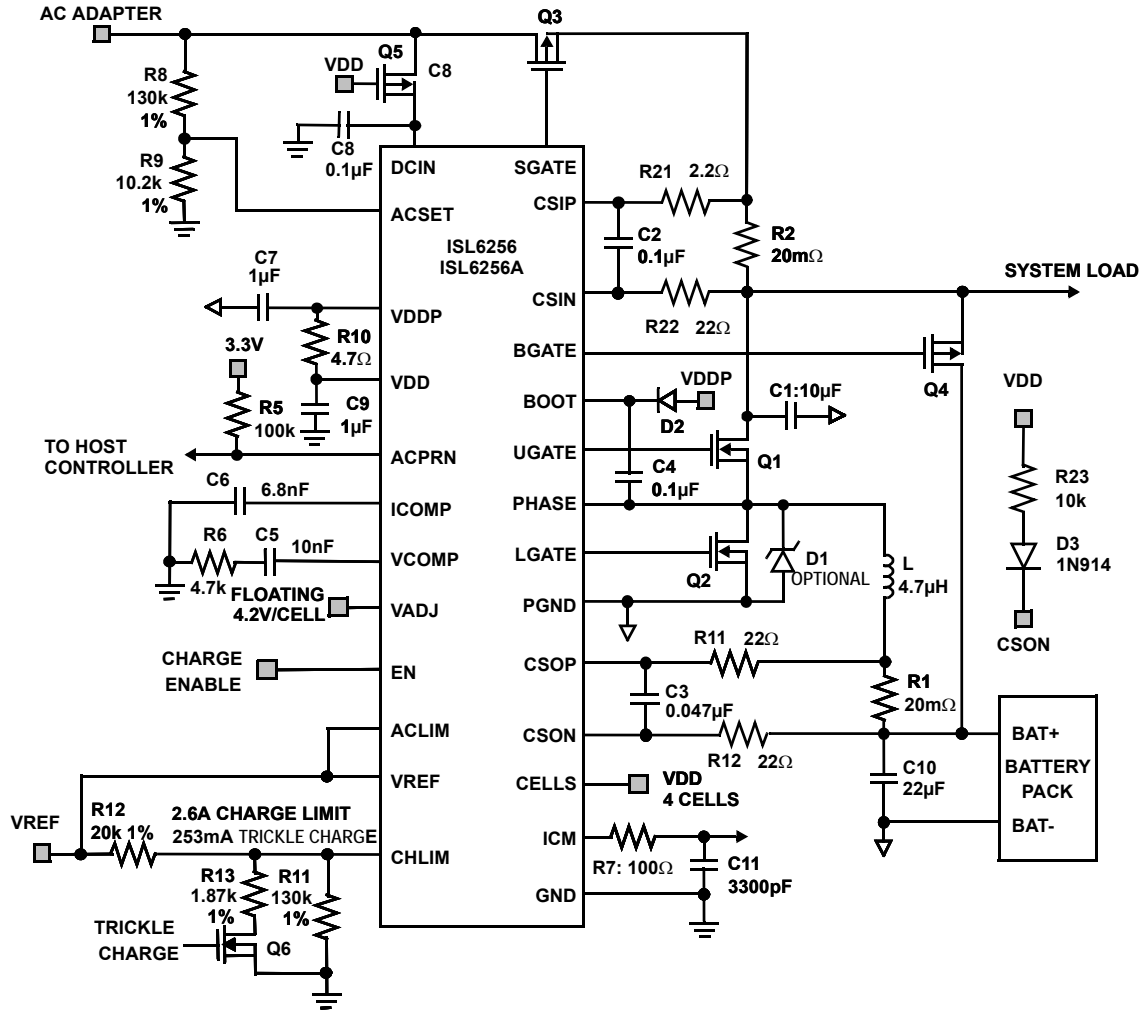 AC ADAPTER
Q3
Q5
VDD
C8
R8
130k
1%
C8
0.1µF
R9
10.2k
1%
DCIN
SGATE
R21
2.2Ω
CSIP
ACSET
ISL6256
ISL6256A
C2
0.1µF
R2
20mΩ
C7
1µF
CSIN
SYSTEM LOAD
VDDP
R22
22Ω
R10
4.7Ω
3.3V
BGATE
VDD
Q4
VDDP
C1:10µF
VDD
BOOT
D2
R5
100k
C9
1µF
TO HOST
CONTROLLER
ACPRN
UGATE
Q1
C4
0.1µF
R23
10k
C6
6.8nF
ICOMP
PHASE
R6
C5
10nF
4.7k
VCOMP
LGATE
Q2
D1
OPTIONAL
L
4.7µH
D3
1N914
FLOATING
4.2V/CELL
VADJ
PGND
CSON
R11
22Ω
CHARGE
ENABLE
EN
CSOP
C3
0.047µF
R1
20mΩ
ACLIM
CSON
R12
22Ω
BAT+
BATTERY
PACK
BAT-
VREF
CELLS
VDD
4 CELLS
C10
22µF
VREF
R12
20k 1%
2.6A CHARGE LIMIT
253mA TRICKLE CHARGE
ICM
R7: 100Ω
CHLIM
C11
3300pF
R13
1.87k
1%
R11
130k
1%
GND
TRICKLE
CHARGE
Q6